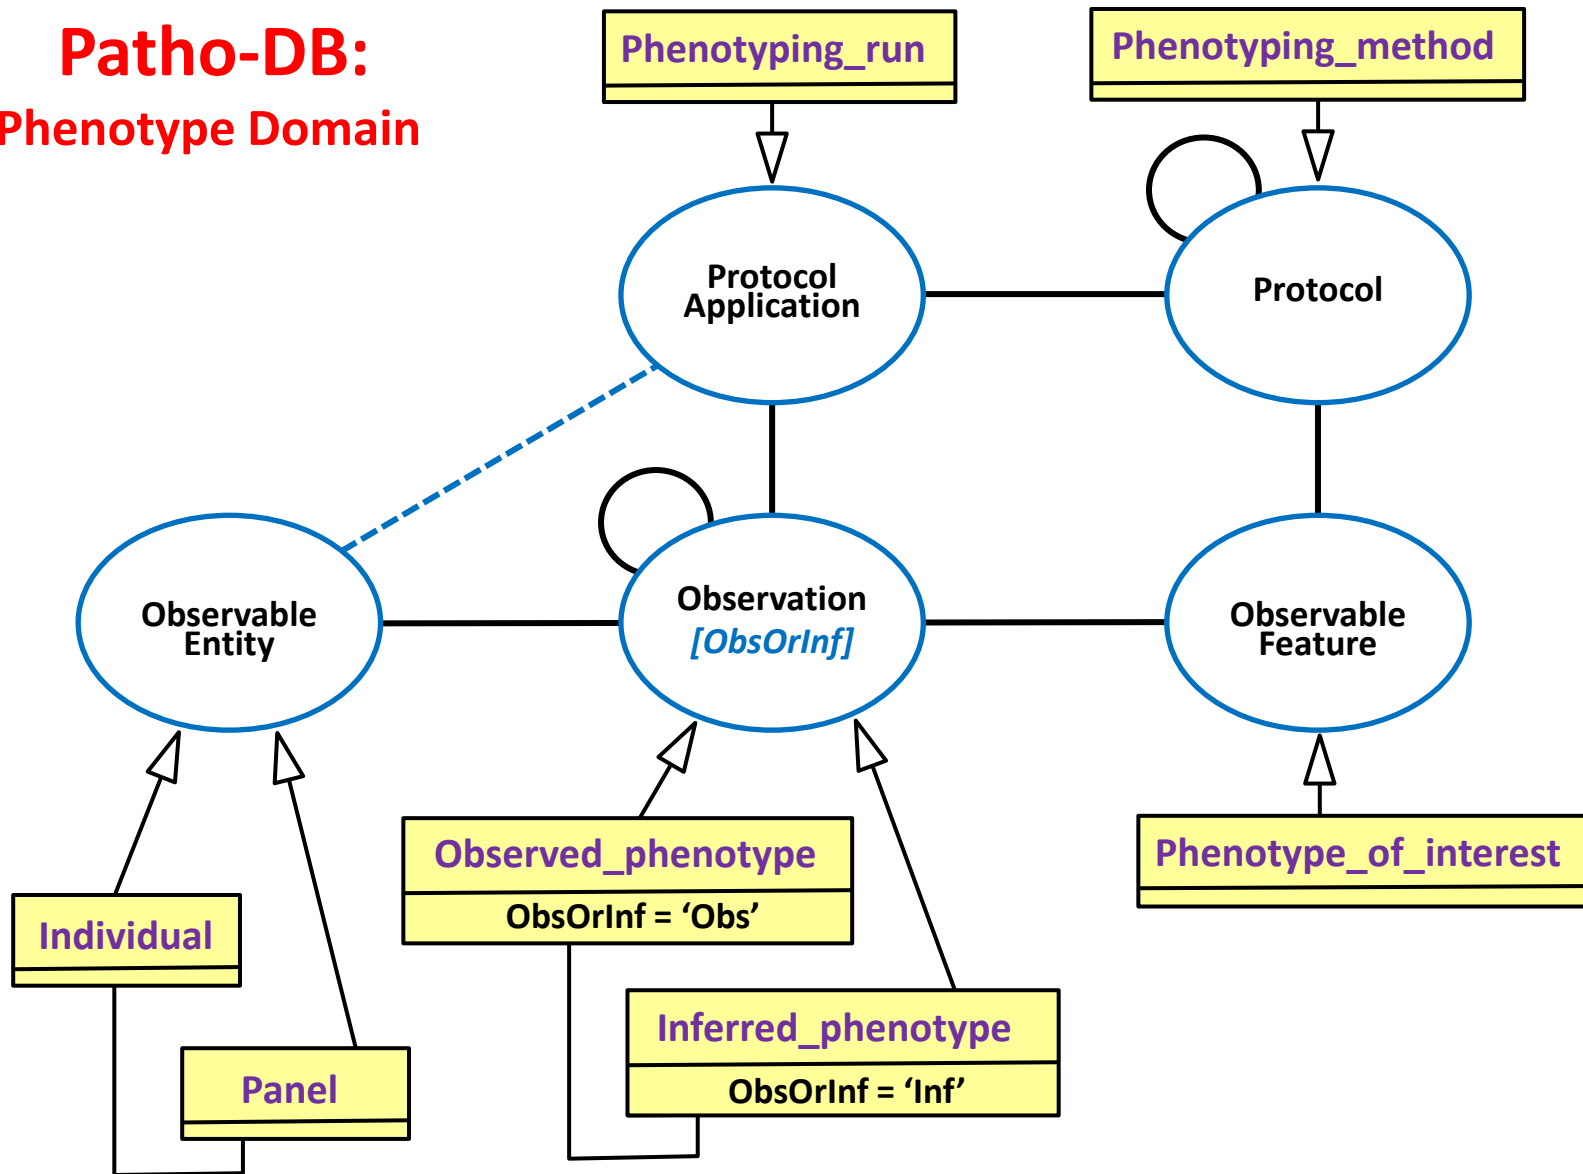 Patho-DB:
Phenotype Domain
Phenotyping_run
Phenotyping_method
Protocol
Application
Protocol
Observable
Entity
Observation
[ObsOrInf]
Observable
Feature
Observed_phenotype
ObsOrInf = ‘Obs’
Phenotype_of_interest
Individual
Inferred_phenotype
ObsOrInf = ‘Inf’
Panel